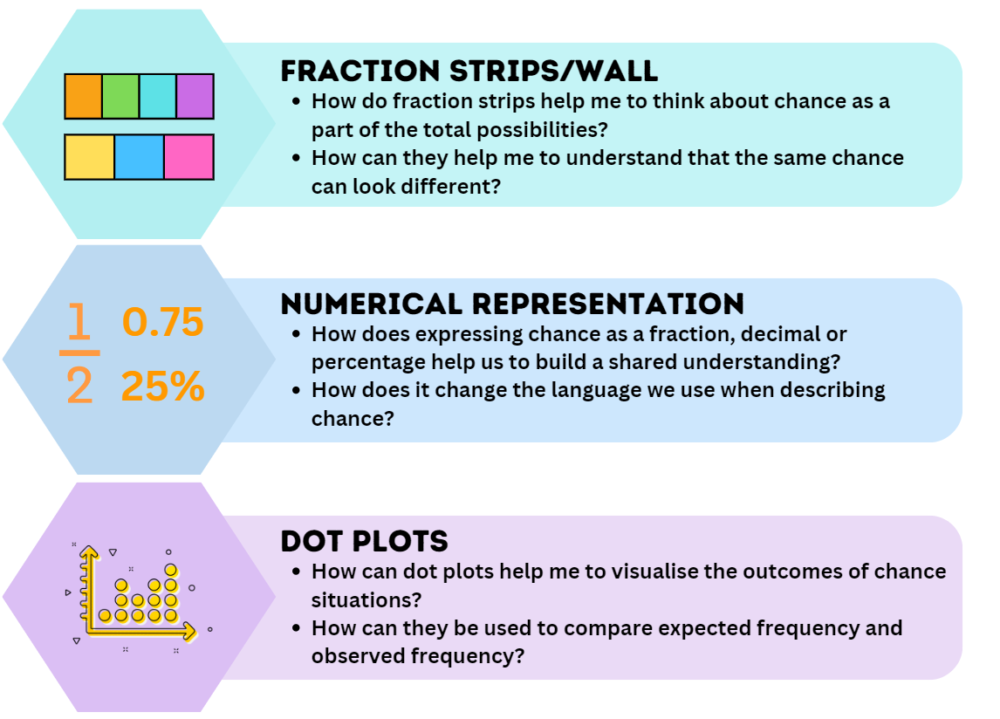 FRACTION STRIPS/WALL
• How do fraction strips help me to think about chance as a
part of the total possibilities?
• How can they help me to understand that the same chance
can look different?
1
2
0.75
25%
NUMERICAL REPRESENTATION
• How does expressing chance as a fraction, decimal or
percentage help us to build a shared understanding?
• How does it change the language we use when describing
chance?
DOT PLOTS
• How can dot plots help me to visualise the outcomes of chance
situations?
• How can they be used to compare expected frequency and
observed frequency?